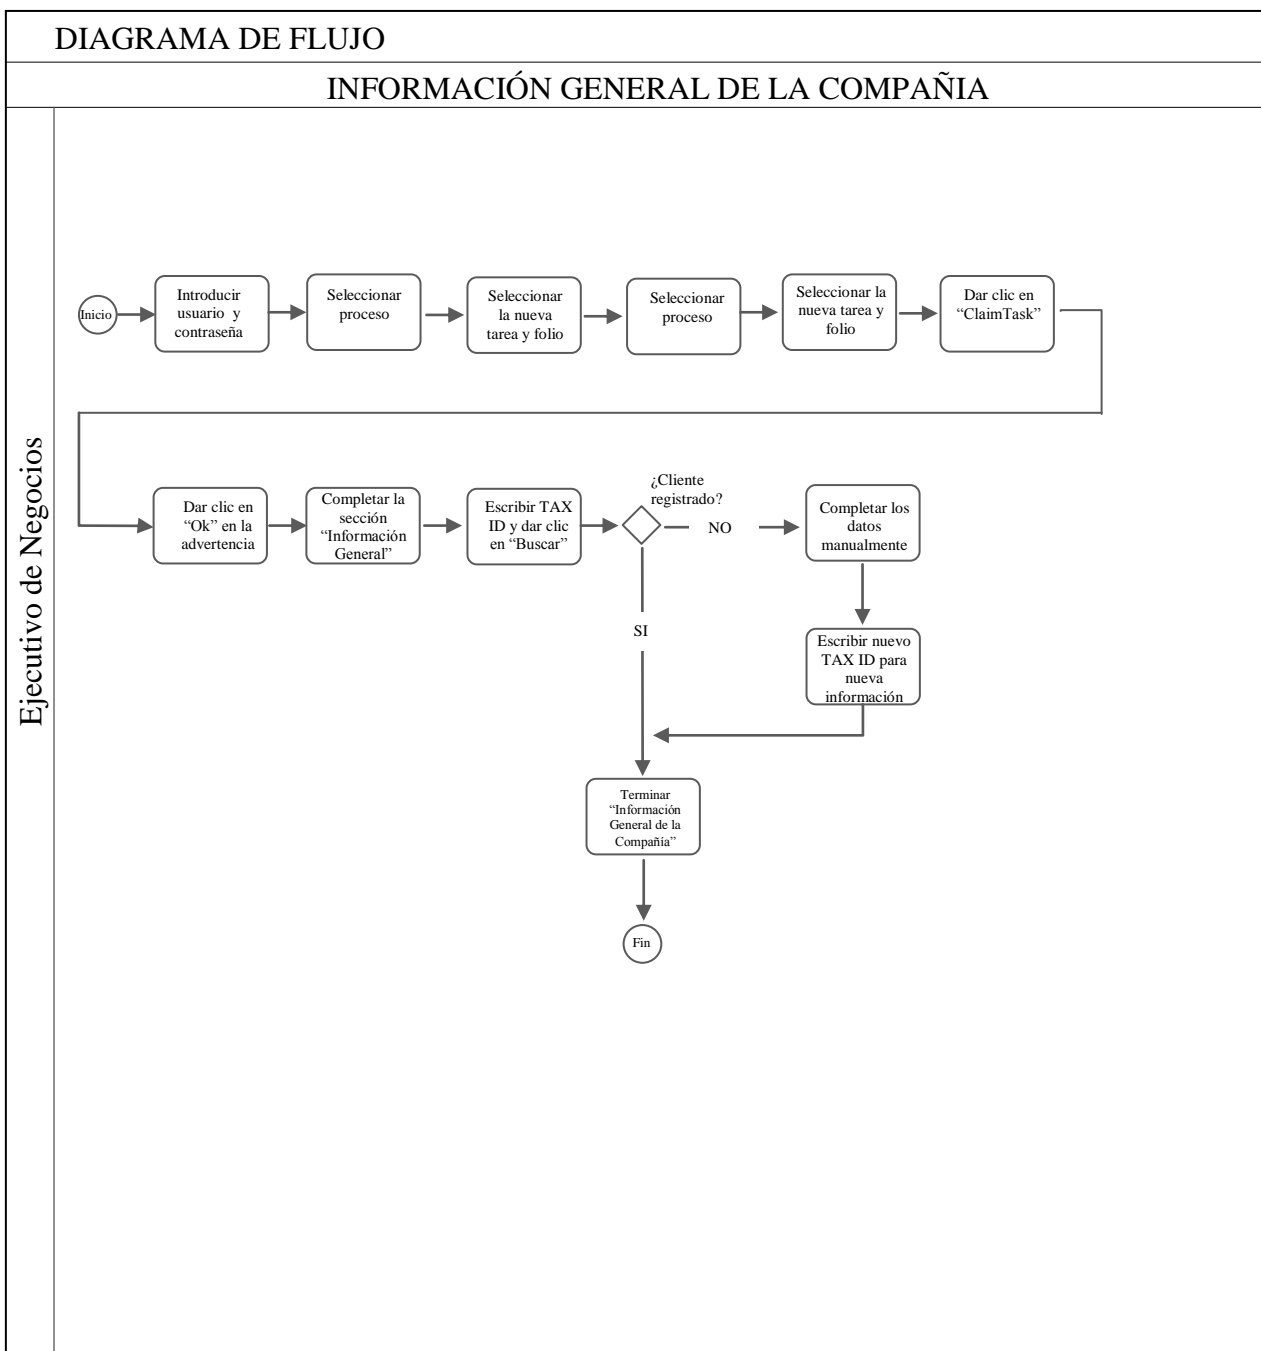 DIAGRAMA DE FLUJO
INFORMACIÓN GENERAL DE LA COMPAÑIA
Ejecutivo de Negocios
Inicio
Introducir
usuario y
contraseña
Seleccionar
proceso
Seleccionar
la nueva
tarea y folio
Seleccionar
proceso
Seleccionar la
nueva tarea y
folio
Dar clic en
“ClaimTask”
Dar clic en
“Ok” en la
advertencia
Completar la
sección
“Información
General”
Escribir TAX
ID y dar clic
en “Buscar”
¿Cliente
registrado?
NO
Completar los
datos
manualmente
SI
Escribir nuevo
TAX ID para
nueva
información
Terminar
“Información
General de la
Compañía”
Fin